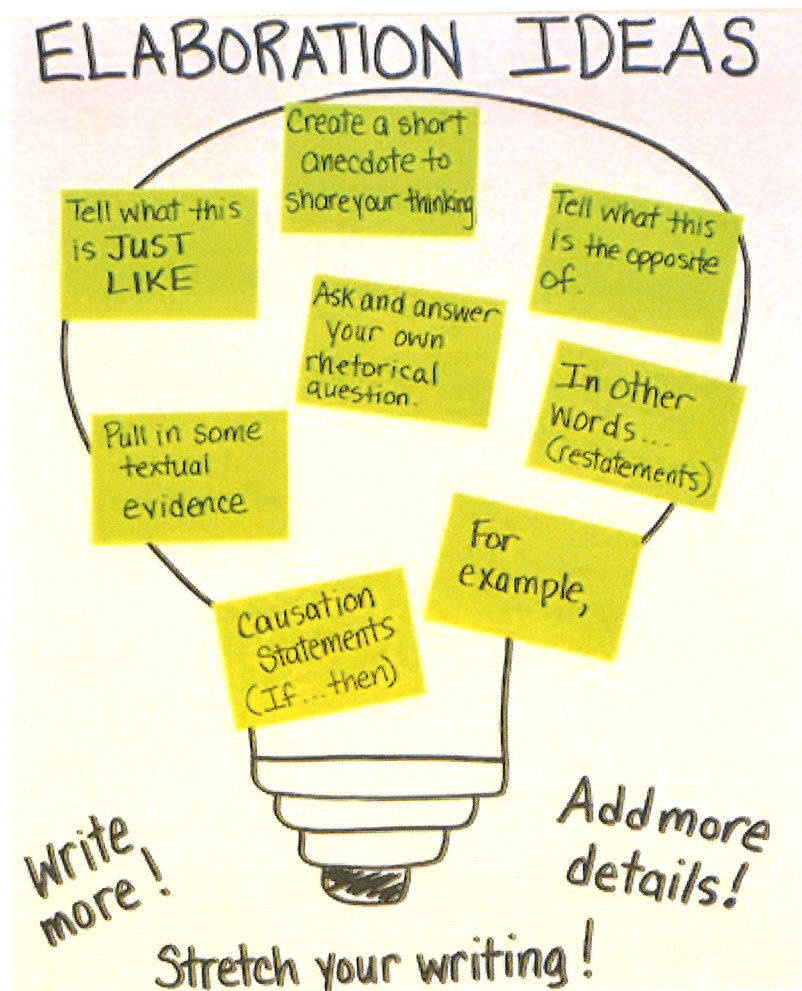 ELABORATION IDEAS
Create a short
anecdote to
share your thinking
Tell what this
is JUST
LIKE
Tell what this
is the opposite
of.
Ask and answer
your own
rhetorical
question.
In other
words...
(restatements)
Pull in some
textual
evidence
For
example,
Causation
Statements
(If...then)
Write
more!
Add more
details!
Stretch your writing!